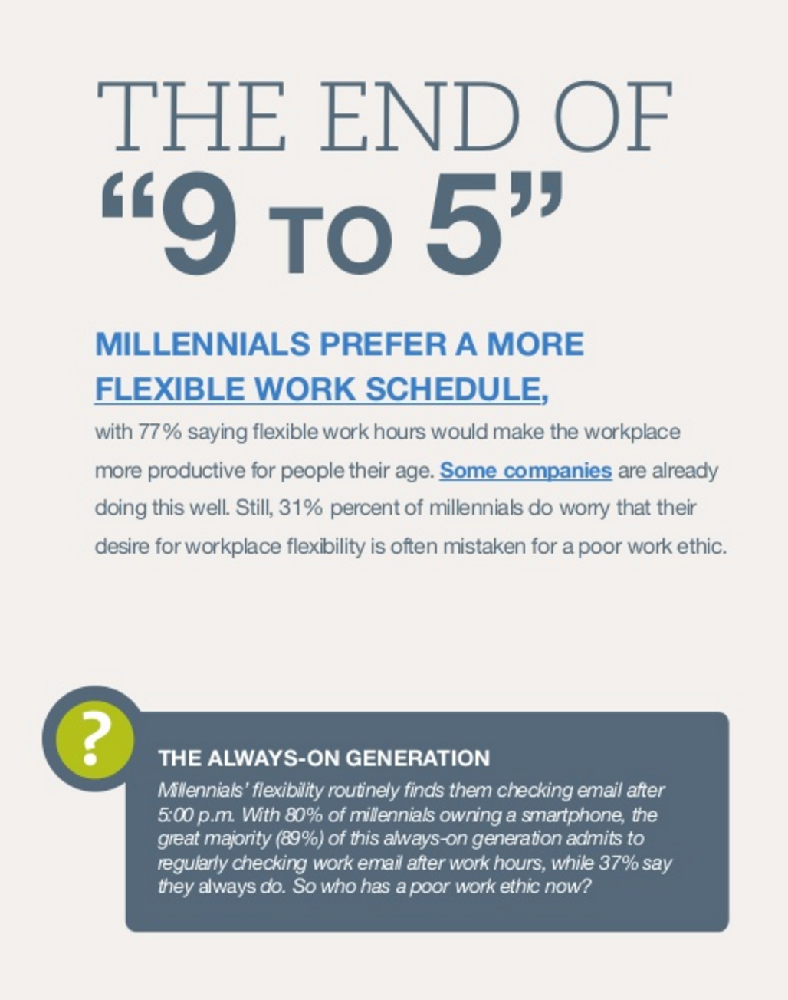 THE END OF
“9 TO 5”
MILLENNIALS PREFER A MORE
FLEXIBLE WORK SCHEDULE,
with 77% saying flexible work hours would make the workplace
more productive for people their age. Some companies are already
doing this well. Still, 31% percent of millennials do worry that their
desire for workplace flexibility is often mistaken for a poor work ethic.
?
THE ALWAYS-ON GENERATION
Millennials’ flexibility routinely finds them checking email after
5:00 p.m. With 80% of millennials owning a smartphone, the
great majority (89%) of this always-on generation admits to
regularly checking work email after work hours, while 37% say
they always do. So who has a poor work ethic now?